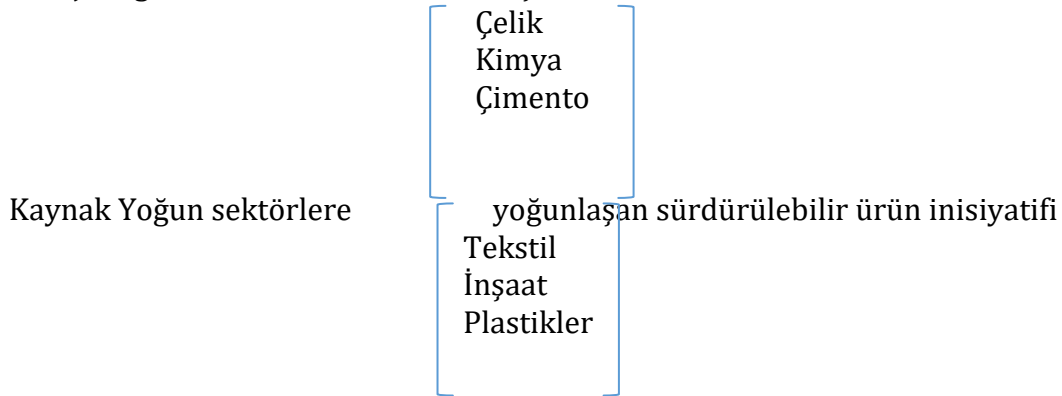 Çelik
Kimya
Çimento
Kaynak Yoğun sektörlere yoğunlaşan sürdürülebilir ürün inisiyatifi
Tekstil
İnşaat
Plastikler